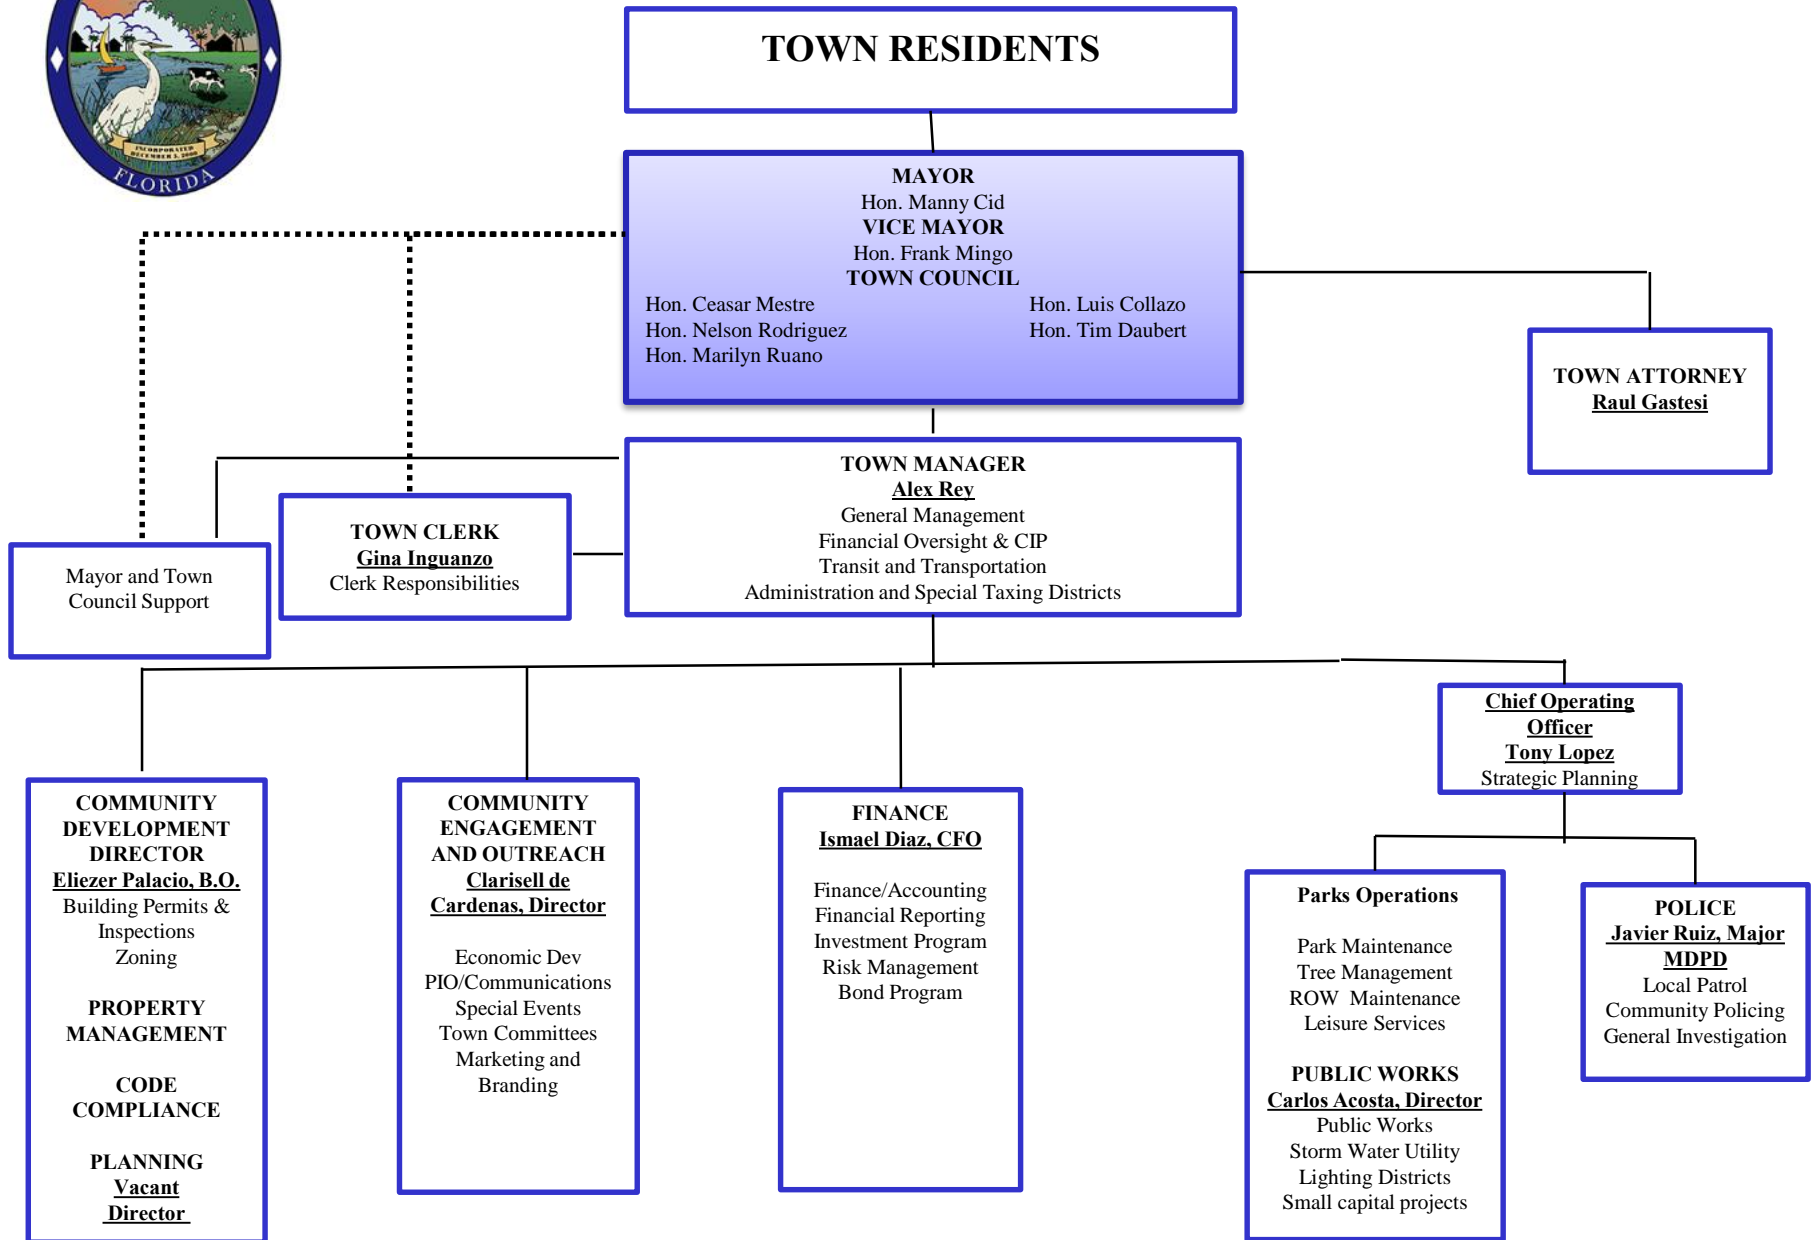 INCORPORATED
DECEMBER 5, 2000
FLORIDA
TOWN RESIDENTS
MAYOR
Hon. Manny Cid
VICE MAYOR
Hon. Frank Mingo
TOWN COUNCIL
Hon. Ceasar Mestre
Hon. Nelson Rodriguez
Hon. Marilyn Ruano
Hon. Luis Collazo
Hon. Tim Daubert
TOWN ATTORNEY
Raul Gastesi
TOWN MANAGER
Alex Rey
General Management
Financial Oversight & CIP
Transit and Transportation
Administration and Special Taxing Districts
TOWN CLERK
Gina Inguanzo
Clerk Responsibilities
Mayor and Town
Council Support
Chief Operating
Officer
Tony Lopez
Strategic Planning
COMMUNITY
DEVELOPMENT
DIRECTOR
Eliezer Palacio, B.O.
Building Permits &
Inspections
Zoning
PROPERTY
MANAGEMENT
CODE
COMPLIANCE
PLANNING
Vacant
Director
COMMUNITY
ENGAGEMENT
AND OUTREACH
Clarisell de
Cardenas, Director
Economic Dev
PIO/Communications
Special Events
Town Committees
Marketing and
Branding
FINANCE
Ismael Diaz, CFO
Finance/Accounting
Financial Reporting
Investment Program
Risk Management
Bond Program
Parks Operations
Park Maintenance
Tree Management
ROW Maintenance
Leisure Services
PUBLIC WORKS
Carlos Acosta, Director
Public Works
Storm Water Utility
Lighting Districts
Small capital projects
POLICE
Javier Ruiz, Major
MDPD
Local Patrol
Community Policing
General Investigation